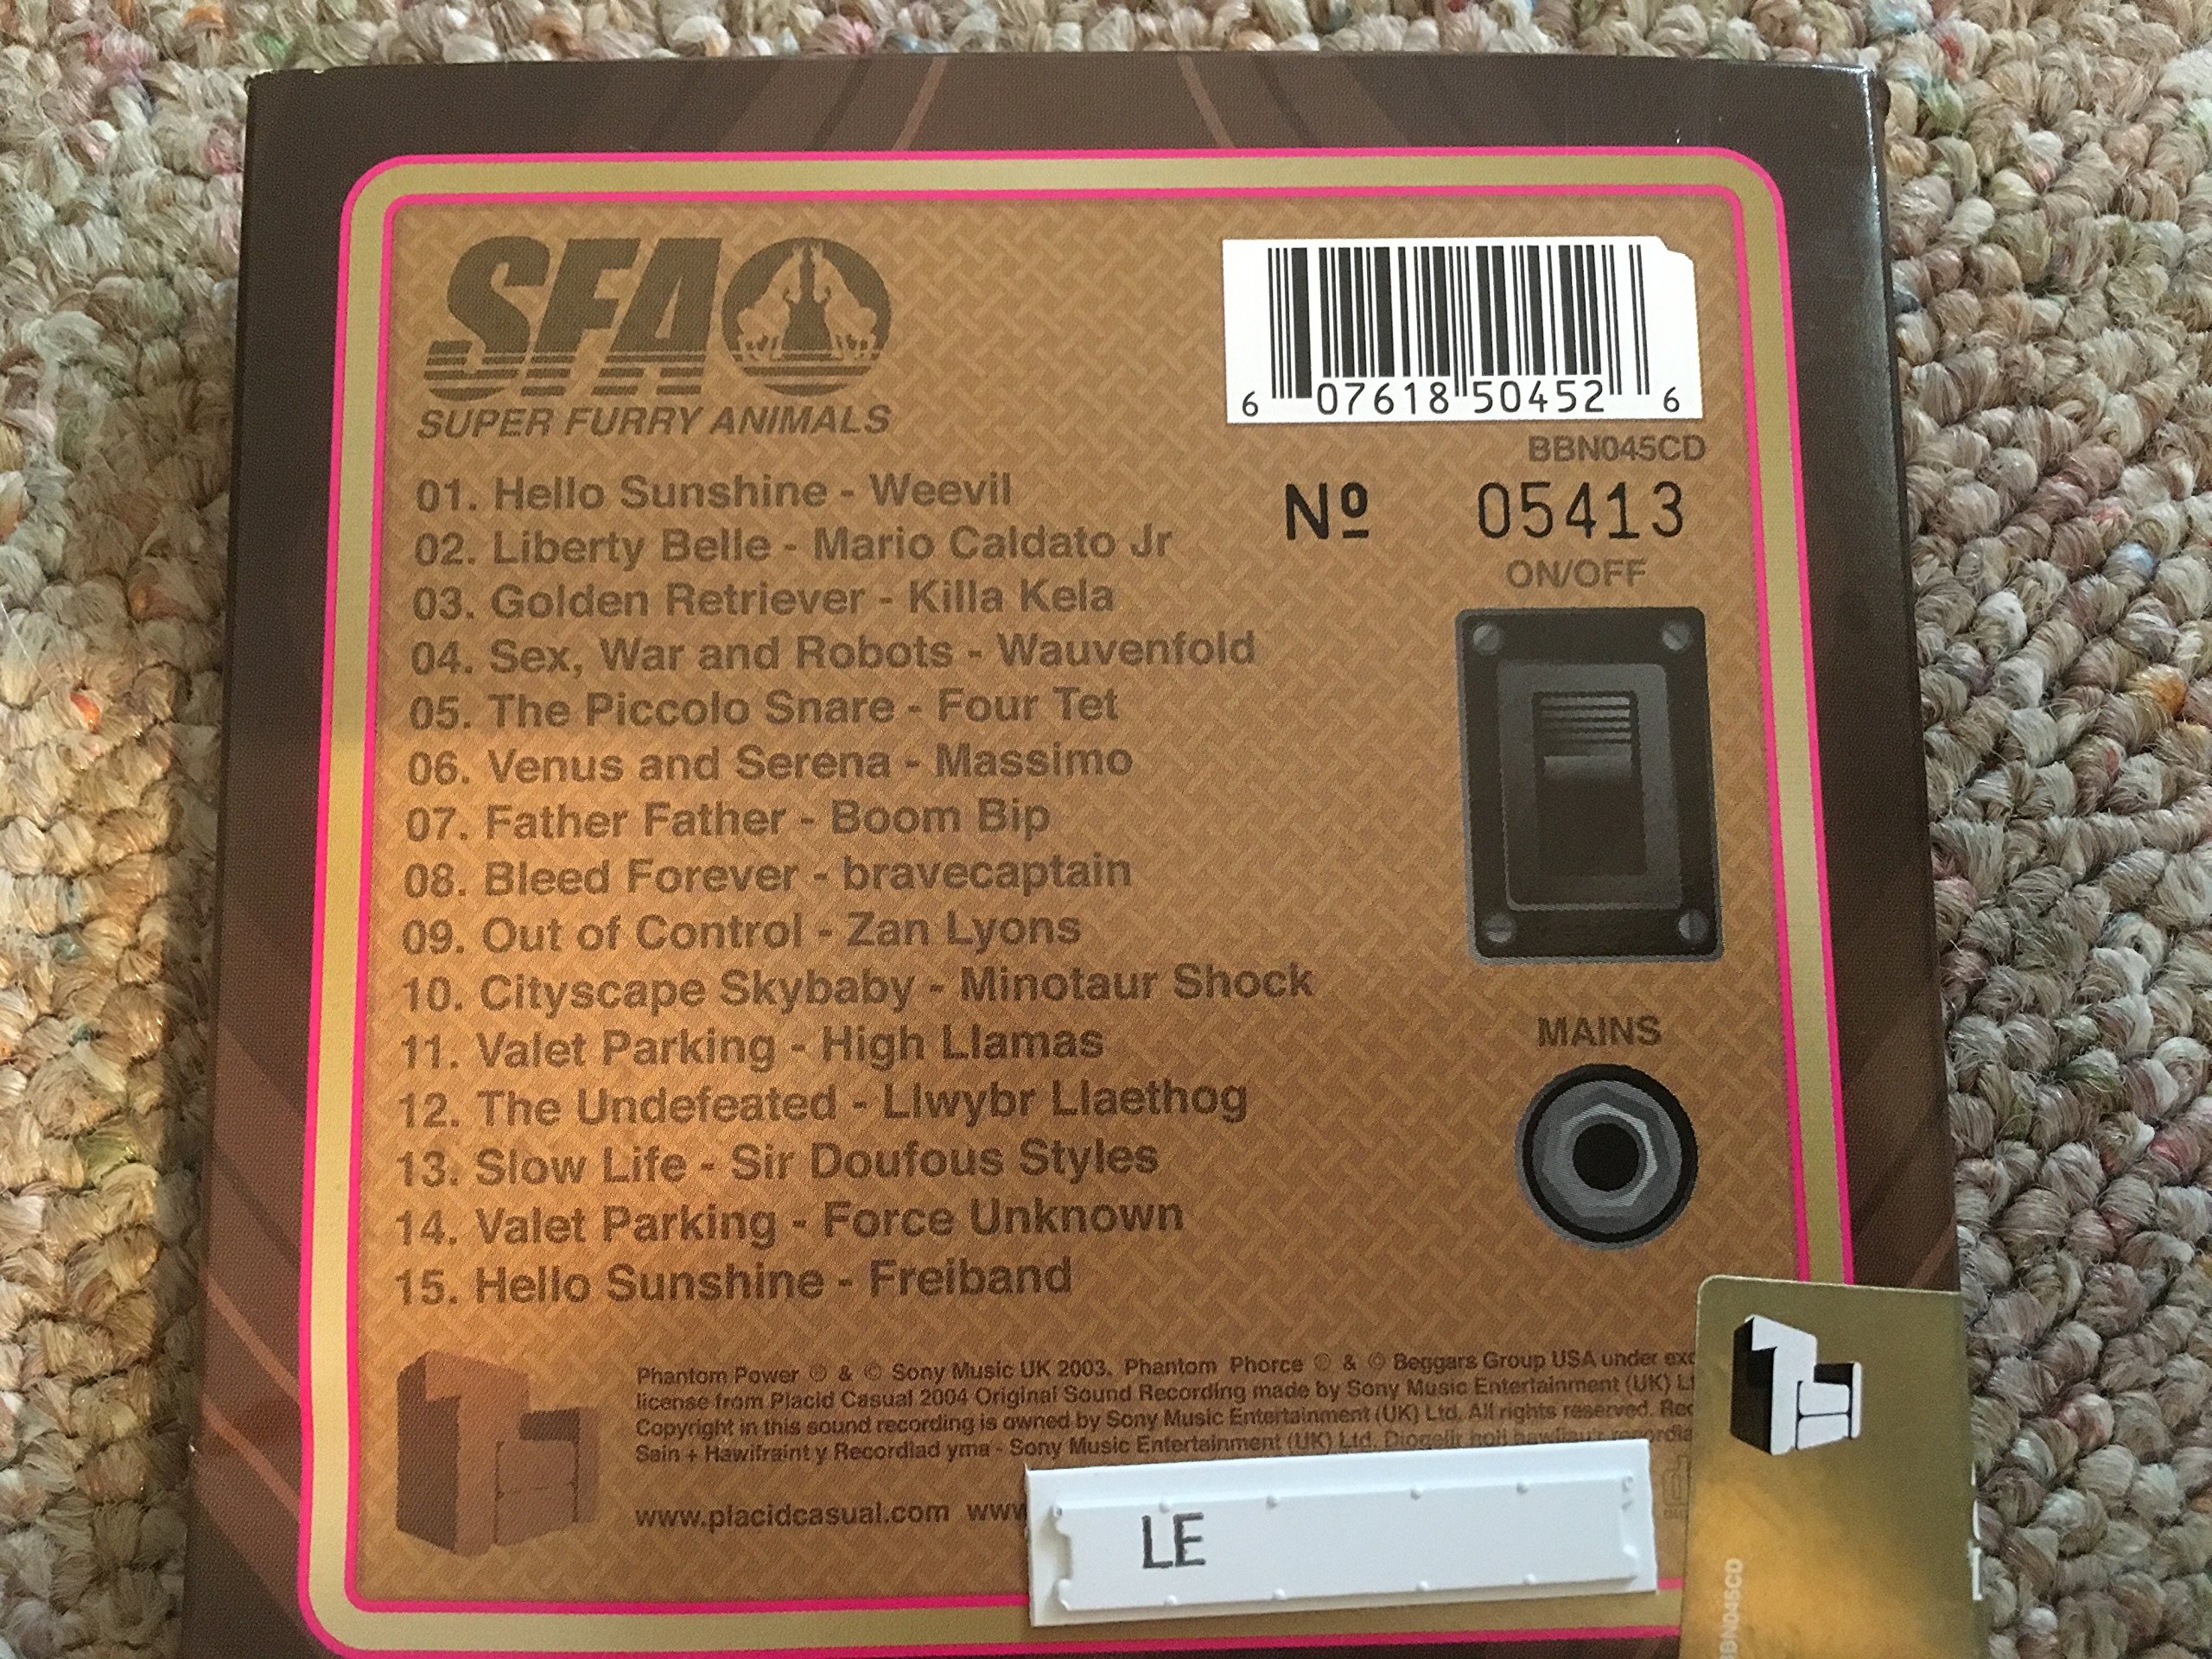 SFA
SUPER FURRY ANIMALS
6 07618 50452 6
BBN045CD
Nº 05413
ON/OFF
01. Hello Sunshine - Weevil
02. Liberty Belle - Mario Caldato Jr
03. Golden Retriever - Killa Kela
04. Sex, War and Robots - Wauvenfold
05. The Piccolo Snare - Four Tet
06. Venus and Serena - Massimo
07. Father Father - Boom Bip
08. Bleed Forever - bravecaptain
09. Out of Control - Zan Lyons
10. Cityscape Skybaby - Minotaur Shock
11. Valet Parking - High Llamas
12. The Undefeated - Llwybr Llaethog
13. Slow Life - Sir Doufous Styles
14. Valet Parking - Force Unknown
15. Hello Sunshine - Freiband
MAINS
Phantom Power ℗ & © Sony Music UK 2003. Phantom Phorce ℗ & © Beggars Group USA under
license from Placid Casual 2004 Original Sound Recording made by Sony Music Entertainment (UK)
Copyright in this sound recording is owned by Sony Music Entertainment (UK) Ltd. All rights reserved.
Sain + Hawlfraint y Recordiad yma - Sony Music Entertainment (UK) Ltd.
www.placidcasual.com
LE
BBN045CD